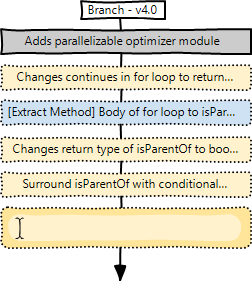 Branch - v4.0
Adds parallelizable optimizer module
Changes continues in for loop to return...
[Extract Method] Body of for loop to isPar...
Changes return type of isParentOf to boo...
Surround isParentOf with conditional...